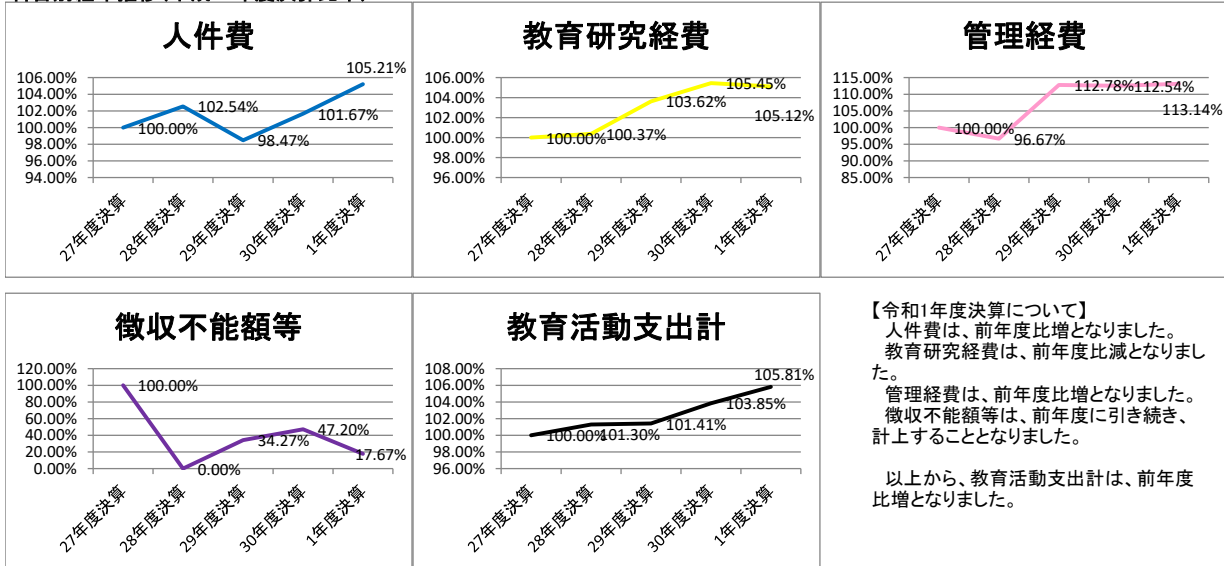 人件費
106.00%
104.00%
102.00%
100.00%
98.00%
96.00%
94.00%
100.00%
102.54%
98.47%
101.67%
105.21%
27年度決算
28年度決算
29年度決算
30年度決算
1年度決算
教育研究経費
106.00%
104.00%
102.00%
100.00%
98.00%
96.00%
100.00%
100.37%
103.62%
105.45%
105.12%
27年度決算
28年度決算
29年度決算
30年度決算
1年度決算
管理経費
115.00%
110.00%
105.00%
100.00%
95.00%
90.00%
85.00%
100.00%
96.67%
112.78%
112.54%
113.14%
27年度決算
28年度決算
29年度決算
30年度決算
1年度決算
徴収不能額等
120.00%
100.00%
80.00%
60.00%
40.00%
20.00%
0.00%
100.00%
0.00%
34.27%
47.20%
17.67%
27年度決算
28年度決算
29年度決算
30年度決算
1年度決算
教育活動支出計
108.00%
106.00%
104.00%
102.00%
100.00%
98.00%
96.00%
100.00%
101.30%
101.41%
103.85%
105.81%
27年度決算
28年度決算
29年度決算
30年度決算
1年度決算
【令和1年度決算について】
人件費は、前年度比増となりました。
教育研究経費は、前年度比減となりまし
た。
管理経費は、前年度比増となりました。
徴収不能額等は、前年度に引き続き、
計上することとなりました。
以上から、教育活動支出計は、前年度
比増となりました。